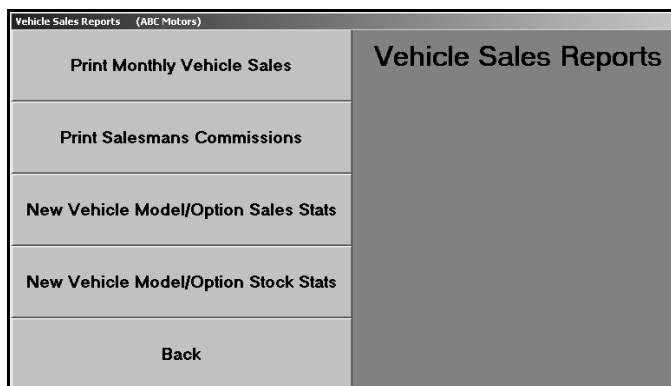 Vehicle Sales Reports (ABC Motors)
Print Monthly Vehicle Sales
Vehicle Sales Reports
Print Salesmans Commissions
New Vehicle Model/Option Sales Stats
New Vehicle Model/Option Stock Stats
Back